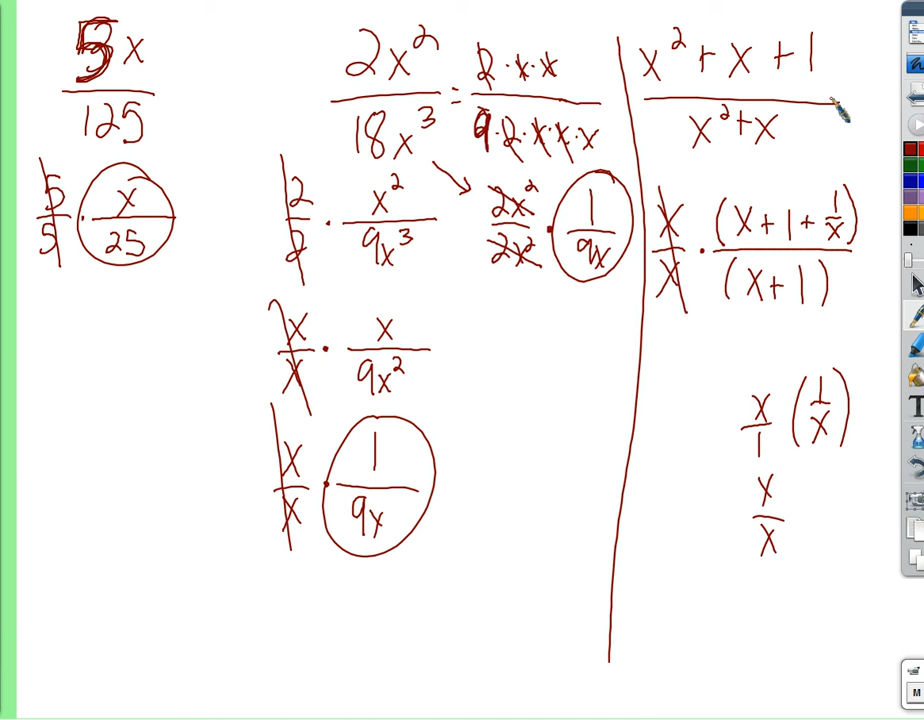 5x/125
5/5 · x/25
2x²/18x³ = 2·x·x/9·2·x·x·x
2/2 · x²/9x³
2x²/2x² · 1/9x
x/x · x/9x²
x/x · 1/9x
x² + x + 1/x² + x
x/x · (x + 1 + 1/x)/(x + 1)
x/1 (1/x)
x/x
T
M